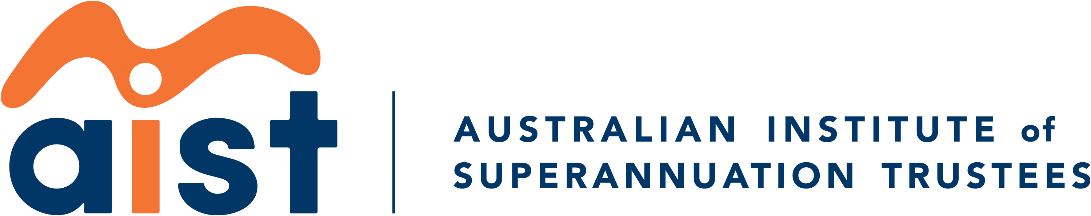 aist
AUSTRALIAN INSTITUTE of
SUPERANNUATION TRUSTEES